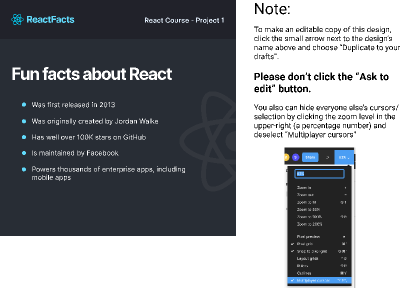 ReactFacts
React Course - Project 1
Fun facts about React
Was first released in 2013
Was originally created by Jordan Walke
Has well over 100K stars on GitHub
Is maintained by Facebook
Powers thousands of enterprise apps, including
mobile apps
Note:
To make an editable copy of this design,
click the small arrow next to the design's
name above and choose "Duplicate to your
drafts".
Please don't click the "Ask to
edit" button.
You also can hide everyone else's cursors/
selection by clicking the zoom level in the
upper-right (a percentage number) and
deselect "Multiplayer cursors"
Zoom in
Zoom out
Zoom to fit
Zoom to 50%
Zoom to 100%
Zoom to 200%
Pixel preview
Pixel grid
Snap to pixel grid
Layout grids
Rulers
Outlines
Multiplayer cursors